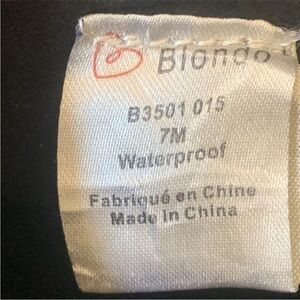 Blondo
B3501 015
7M
Waterproof
Fabriqué en Chine
Made in China